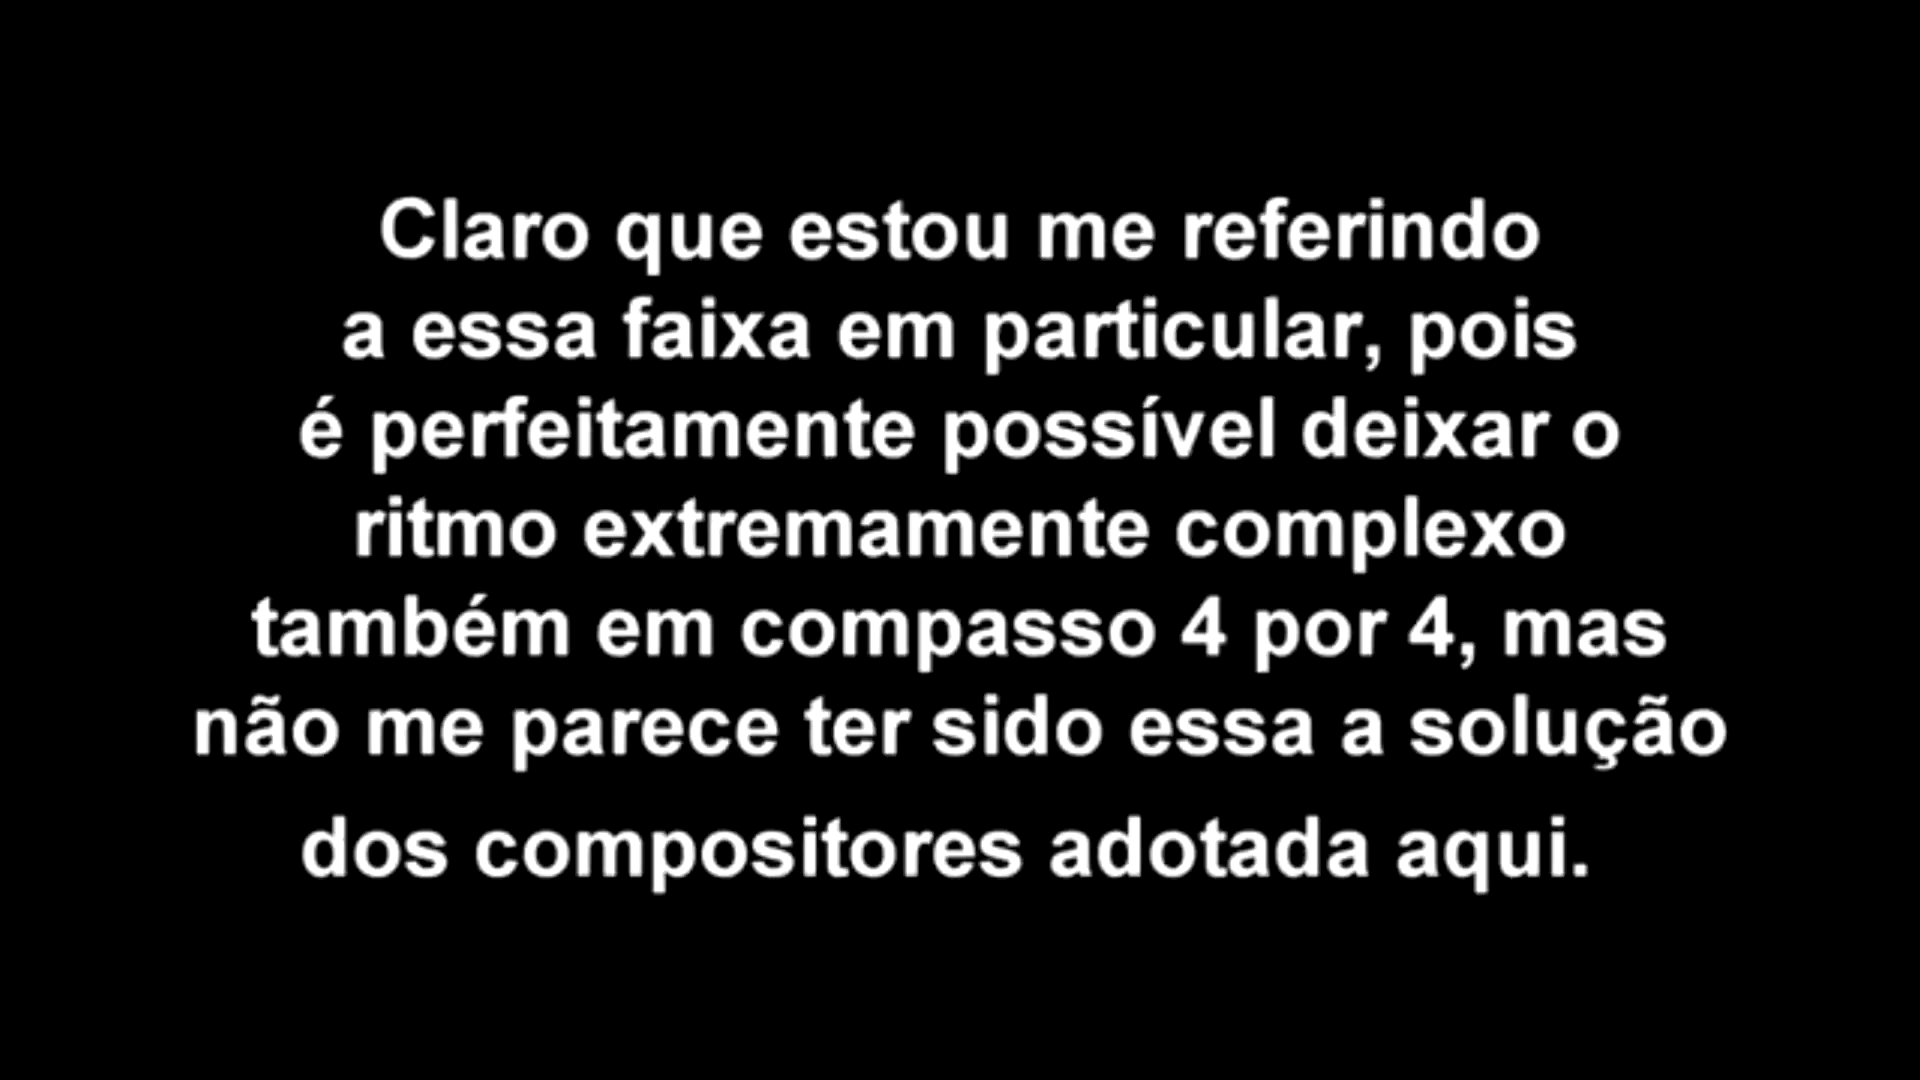 Claro que estou me referindo
a essa faixa em particular, pois
é perfeitamente possível deixar o
ritmo extremamente complexo
também em compasso 4 por 4, mas
não me parece ter sido essa a solução
dos compositores adotada aqui.